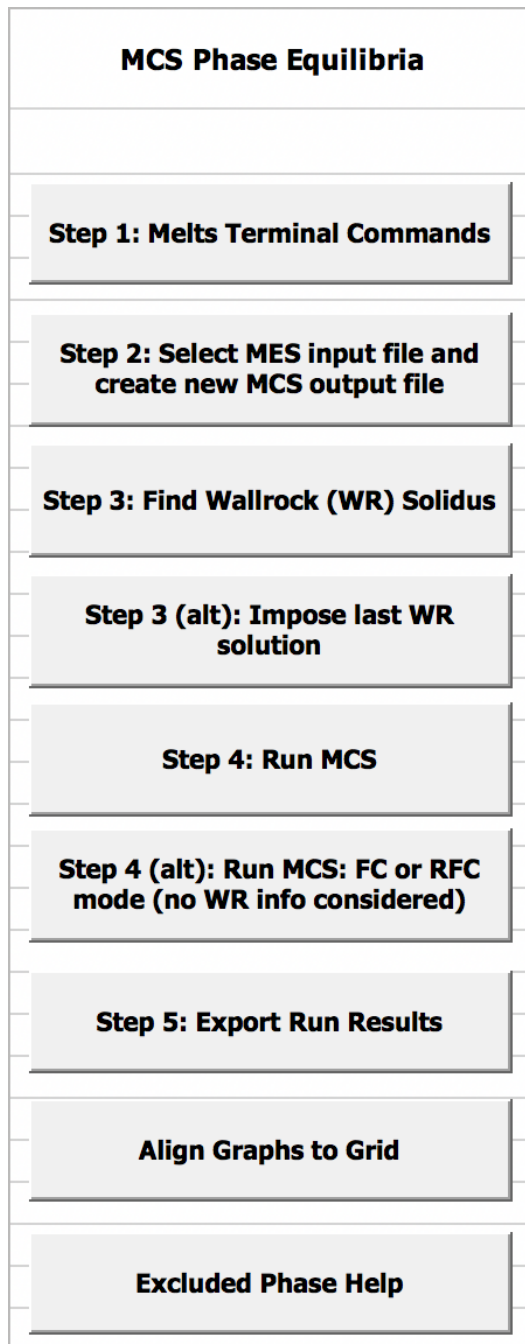 MCS Phase Equilibria
Step 1: Melts Terminal Commands
Step 2: Select MES input file and
create new MCS output file
Step 3: Find Wallrock (WR) Solidus
Step 3 (alt): Impose last WR
solution
Step 4: Run MCS
Step 4 (alt): Run MCS: FC or RFC
mode (no WR info considered)
Step 5: Export Run Results
Align Graphs to Grid
Excluded Phase Help